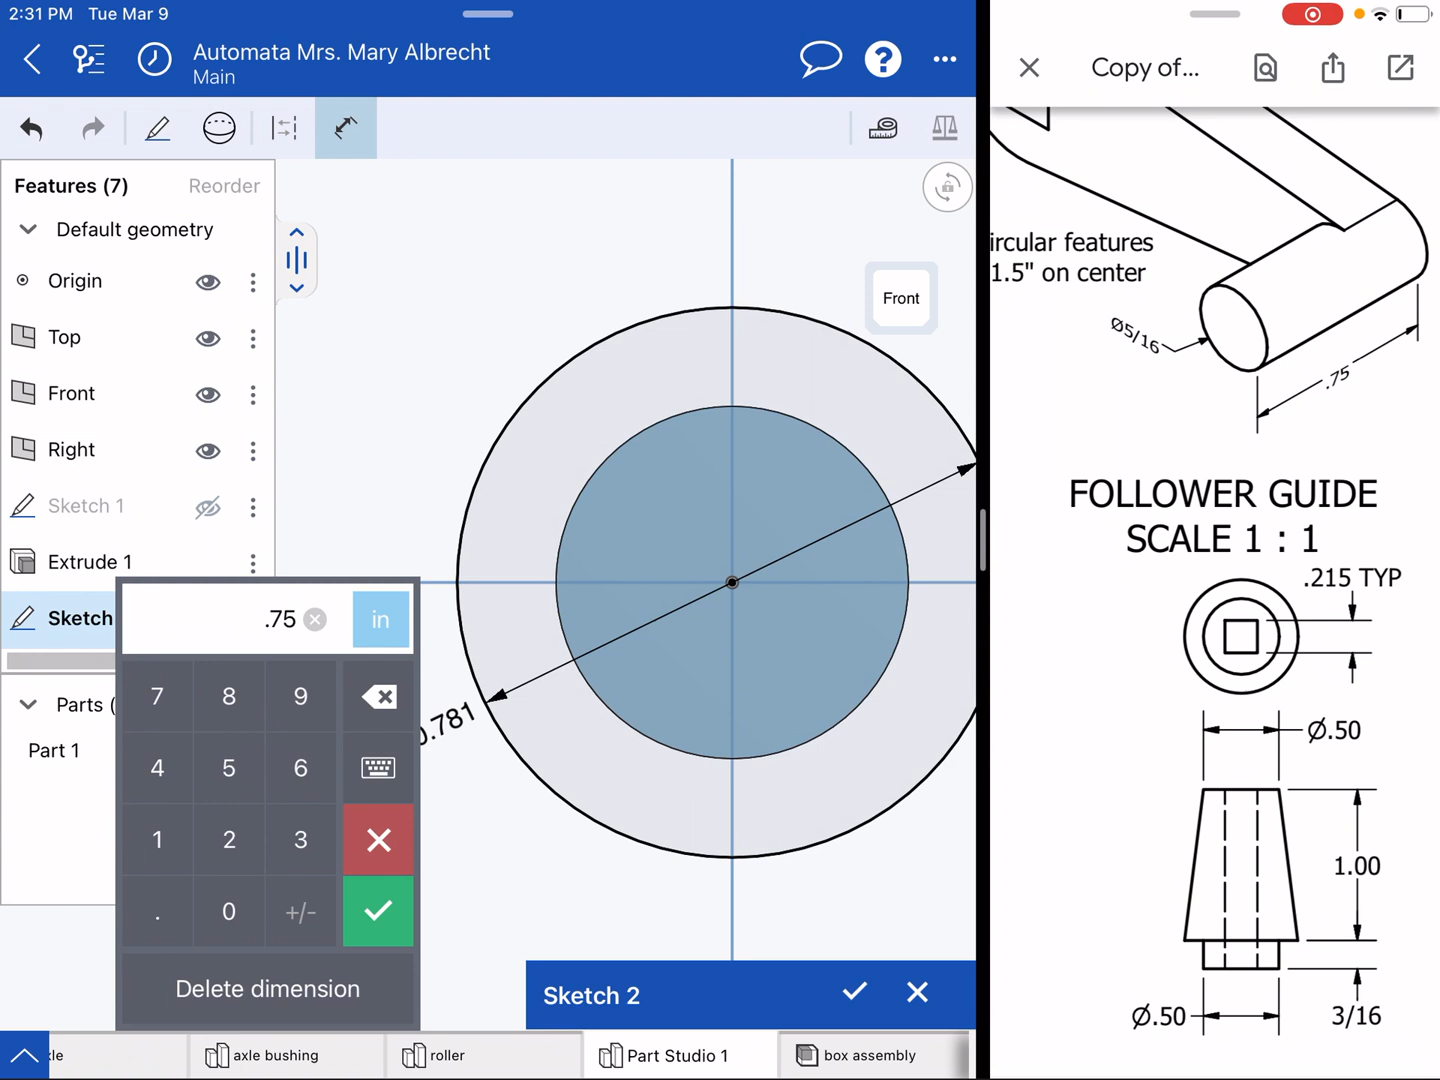 2:31 PM Tue Mar 9
Automata Mrs. Mary Albrecht
Main
Features (7)
Reorder
Default geometry
Origin
Top
Front
Right
Sketch 1
Extrude 1
Sketch
Parts (
Part 1
.75
in
7 8 9
4 5 6
1 2 3
. 0 +/-
Delete dimension
0.781
Front
Sketch 2
axle bushing
roller
Part Studio 1
box assembly
Copy of...
ircular features
1.5" on center
Ø5/16
.75
FOLLOWER GUIDE
SCALE 1 : 1
.215 TYP
Ø.50
1.00
Ø.50
3/16